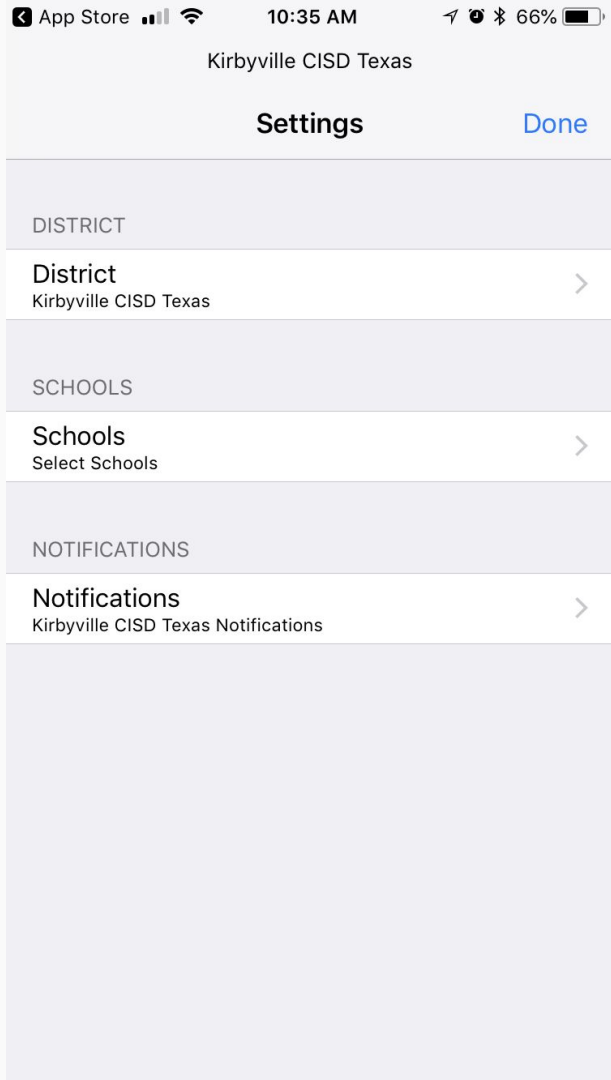 App Store 10:35 AM 66%
Kirbyville CISD Texas
Settings Done
DISTRICT
District
Kirbyville CISD Texas
SCHOOLS
Schools
Select Schools
NOTIFICATIONS
Notifications
Kirbyville CISD Texas Notifications